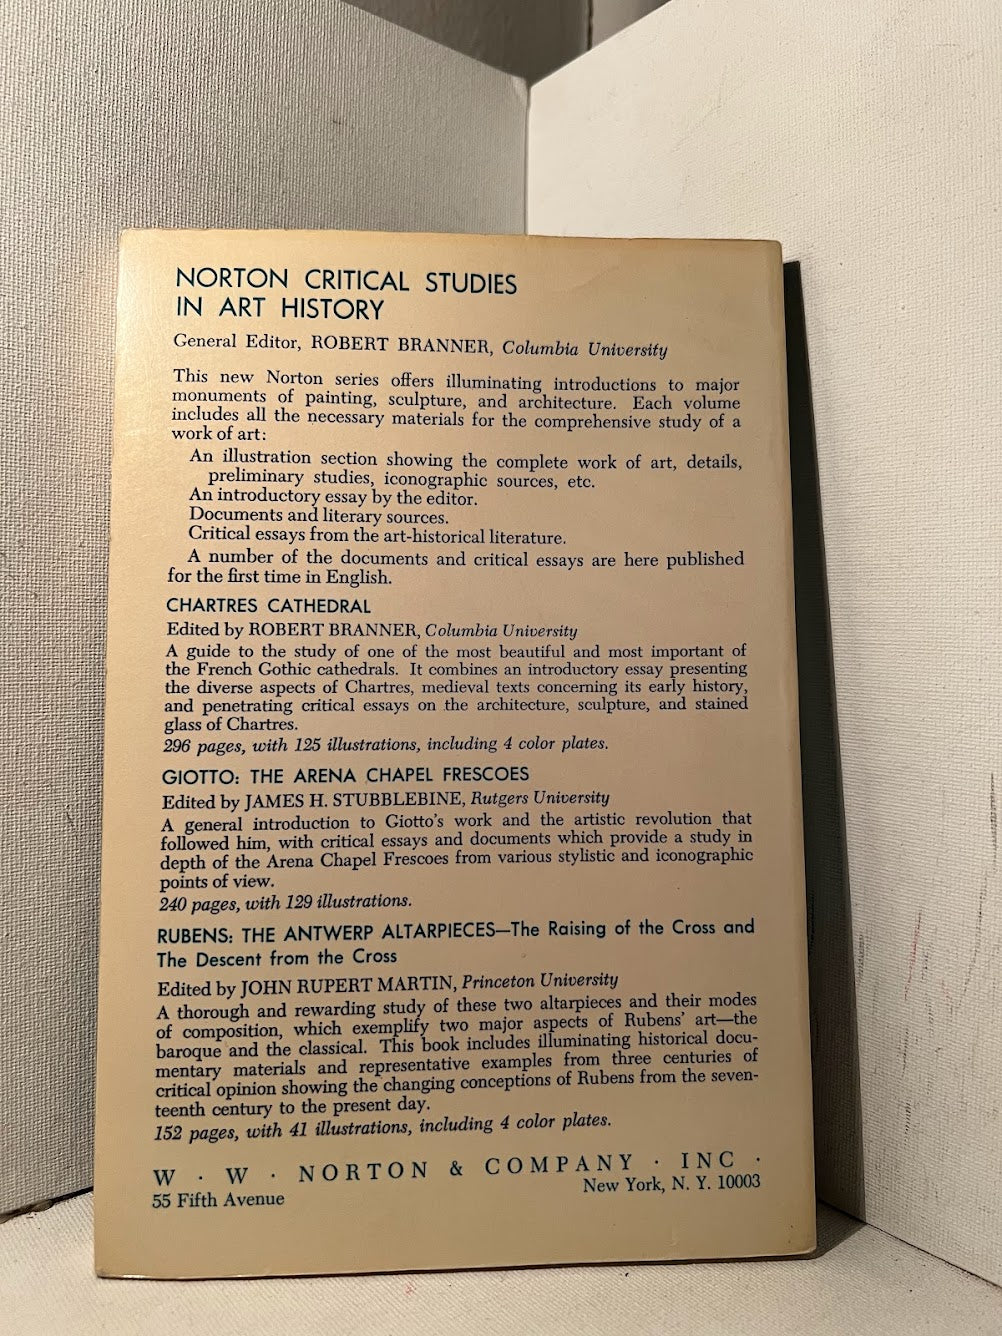 NORTON CRITICAL STUDIES
IN ART HISTORY
General Editor, ROBERT BRANNER, Columbia University
This new Norton series offers illuminating introductions to major
monuments of painting, sculpture, and architecture. Each volume
includes all the necessary materials for the comprehensive study of a
work of art:
An illustration section showing the complete work of art, details,
preliminary studies, iconographic sources, etc.
An introductory essay by the editor.
Documents and literary sources.
Critical essays from the art-historical literature.
A number of the documents and critical essays are here published
for the first time in English.
CHARTRES CATHEDRAL
Edited by ROBERT BRANNER, Columbia University
A guide to the study of one of the most beautiful and most important of
the French Gothic cathedrals. It combines an introductory essay presenting
the diverse aspects of Chartres, medieval texts concerning its early history,
and penetrating critical essays on the architecture, sculpture, and stained
glass of Chartres.
296 pages, with 125 illustrations, including 4 color plates.
GIOTTO: THE ARENA CHAPEL FRESCOES
Edited by JAMES H. STUBBLEBINE, Rutgers University
A general introduction to Giotto's work and the artistic revolution that
followed him, with critical essays and documents which provide a study in
depth of the Arena Chapel Frescoes from various stylistic and iconographic
points of view.
240 pages, with 129 illustrations.
RUBENS: THE ANTWERP ALTARPIECES—The Raising of the Cross and
The Descent from the Cross
Edited by JOHN RUPERT MARTIN, Princeton University
A thorough and rewarding study of these two altarpieces and their modes
of composition, which exemplify two major aspects of Rubens' art—the
baroque and the classical. This book includes illuminating historical docu-
mentary materials and representative examples from three centuries of
critical opinion showing the changing conceptions of Rubens from the seven-
teenth century to the present day.
152 pages, with 41 illustrations, including 4 color plates.
W · W · NORTON & COMPANY · INC ·
55 Fifth Avenue New York, N. Y. 10003